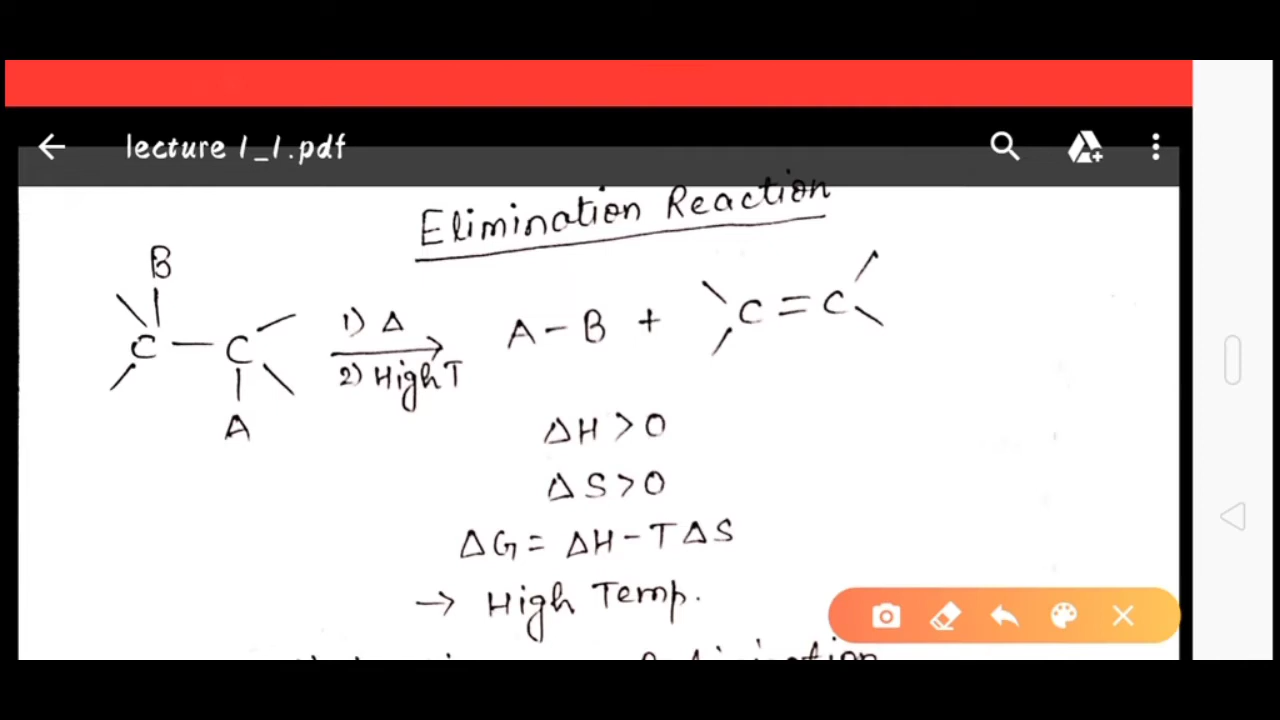 lecture 1_1.pdf
Elimination Reaction
B
C - C
A
1) Δ
2) High T
A - B + C = C
ΔH > 0
ΔS > 0
ΔG = ΔH - TΔS
→ High Temp.